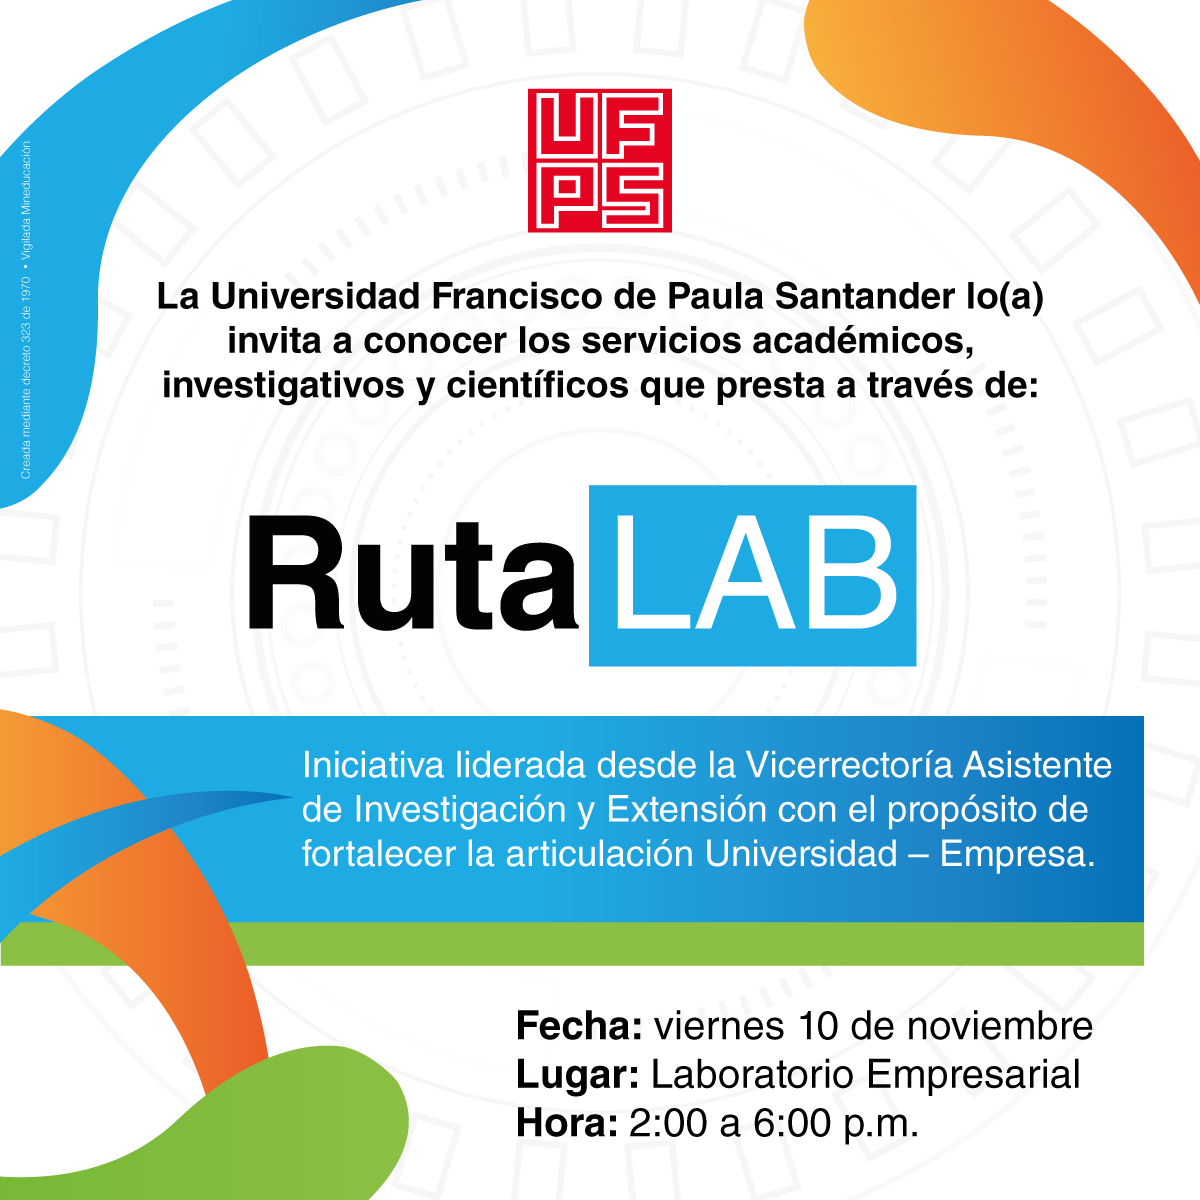 UF
PS
La Universidad Francisco de Paula Santander lo(a)
invita a conocer los servicios académicos,
investigativos y científicos que presta a través de:
Ruta LAB
Iniciativa liderada desde la Vicerrectoría Asistente
de Investigación y Extensión con el propósito de
fortalecer la articulación Universidad – Empresa.
Fecha: viernes 10 de noviembre
Lugar: Laboratorio Empresarial
Hora: 2:00 a 6:00 p.m.
Creada mediante decreto 323 de 1970 • Vigilada Mineducación